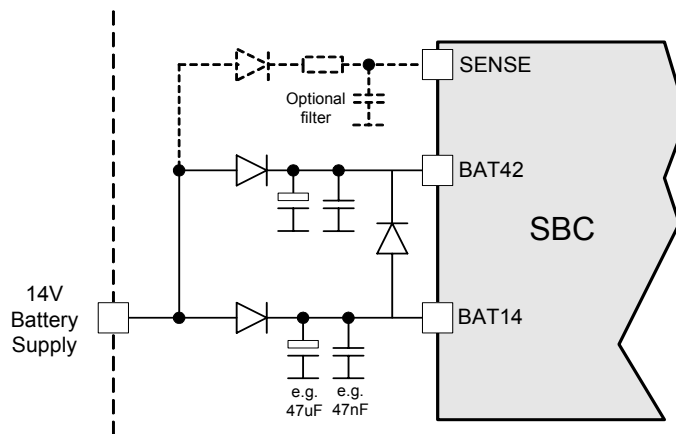 SENSE
Optional
filter
BAT42
SBC
14V
Battery
Supply
BAT14
e.g.
47uF
e.g.
47nF